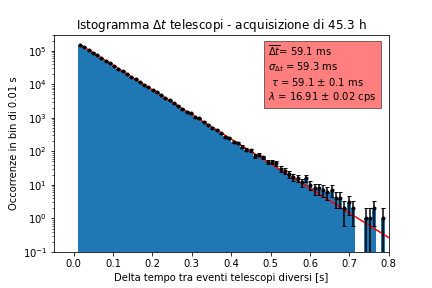 Istogramma Δt telescopi - acquisizione di 45.3 h
Δt= 59.1 ms
σΔt = 59.3 ms
τ = 59.1 ± 0.1 ms
λ = 16.91 ± 0.02 cps
Occorrenze in bin di 0.01 s
10⁵
10⁴
10³
10²
10¹
10⁰
10⁻¹
0.0 0.1 0.2 0.3 0.4 0.5 0.6 0.7 0.8
Delta tempo tra eventi telescopi diversi [s]